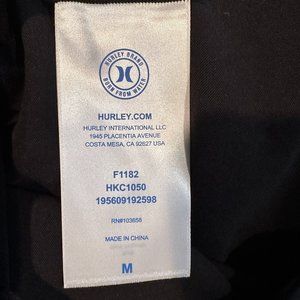 HURLEY BRAND
BORN FROM WATER
HURLEY.COM
HURLEY INTERNATIONAL LLC
1945 PLACENTIA AVENUE
COSTA MESA, CA 92627 USA
F1182
HKC1050
195609192598
RN#103658
MADE IN CHINA
M